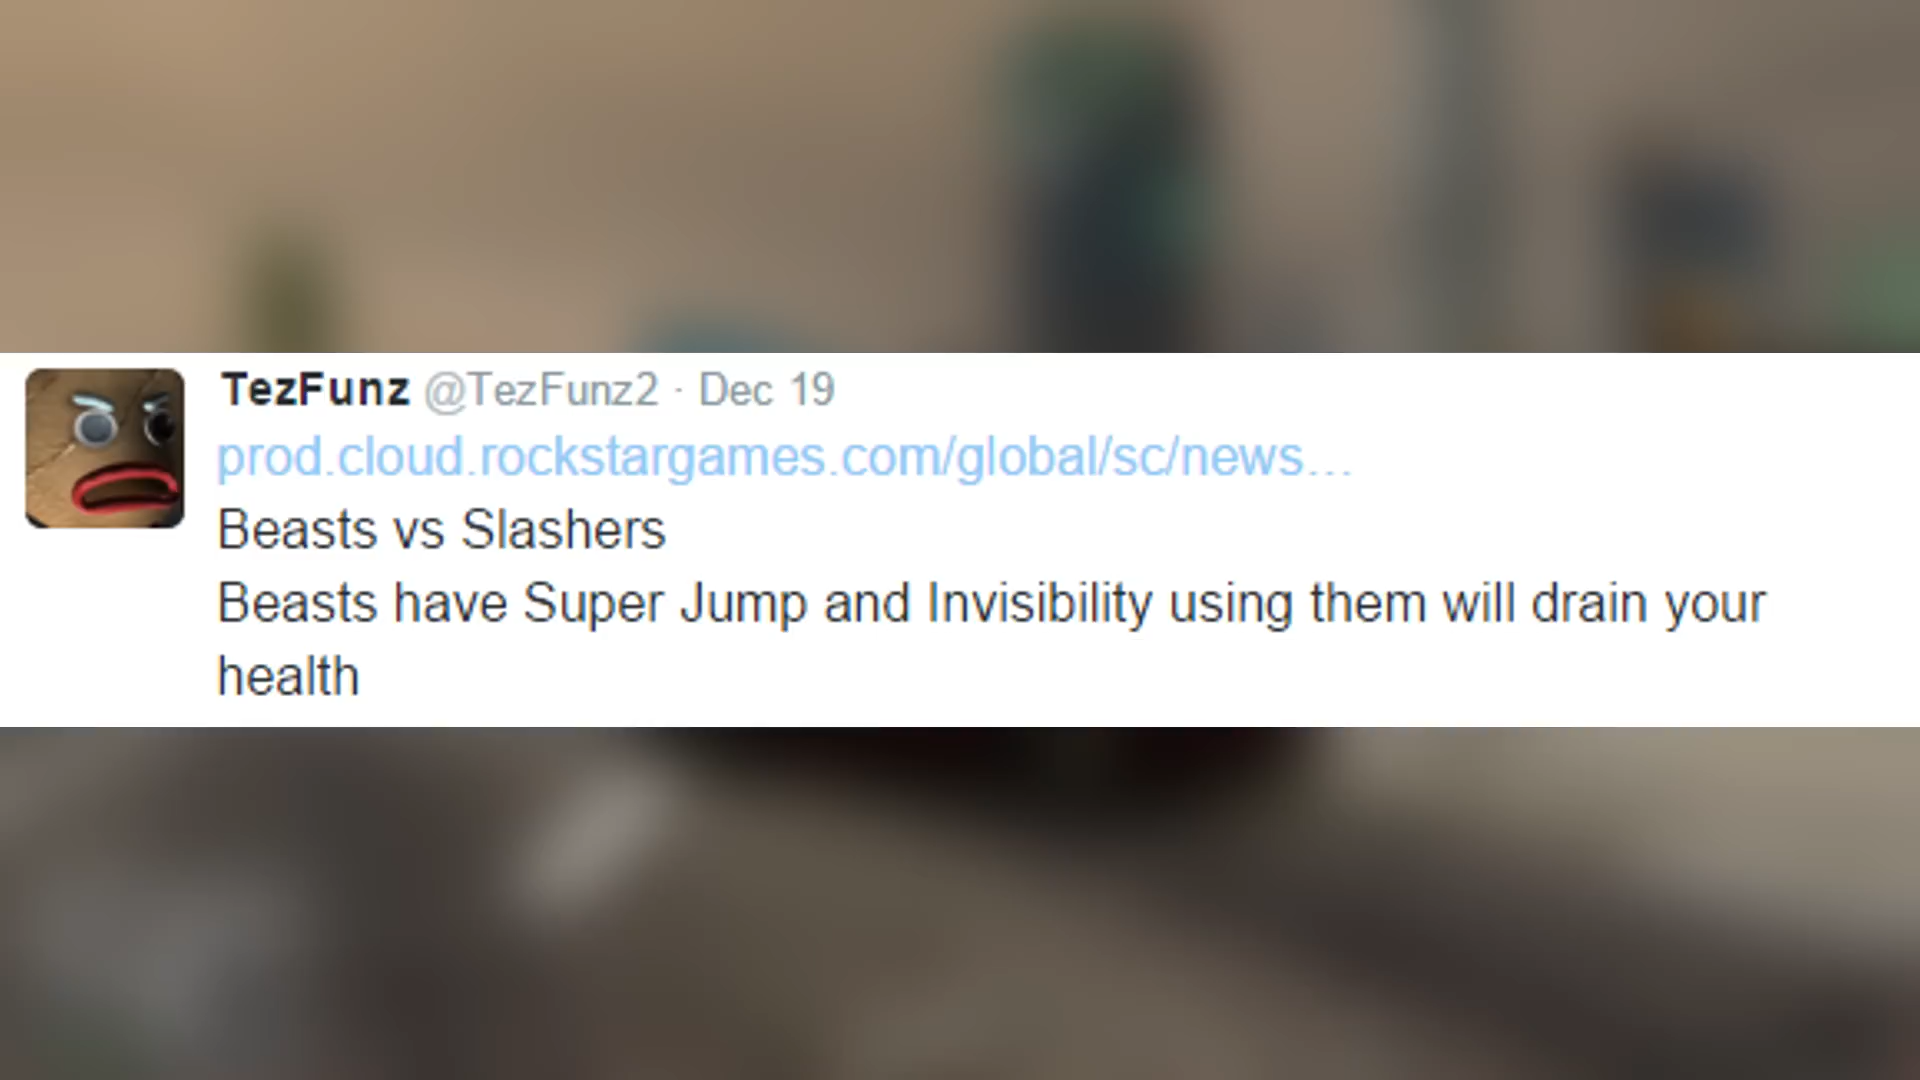 TezFunz @TezFunz2 · Dec 19
prod.cloud.rockstargames.com/global/sc/news...
Beasts vs Slashers
Beasts have Super Jump and Invisibility using them will drain your
health